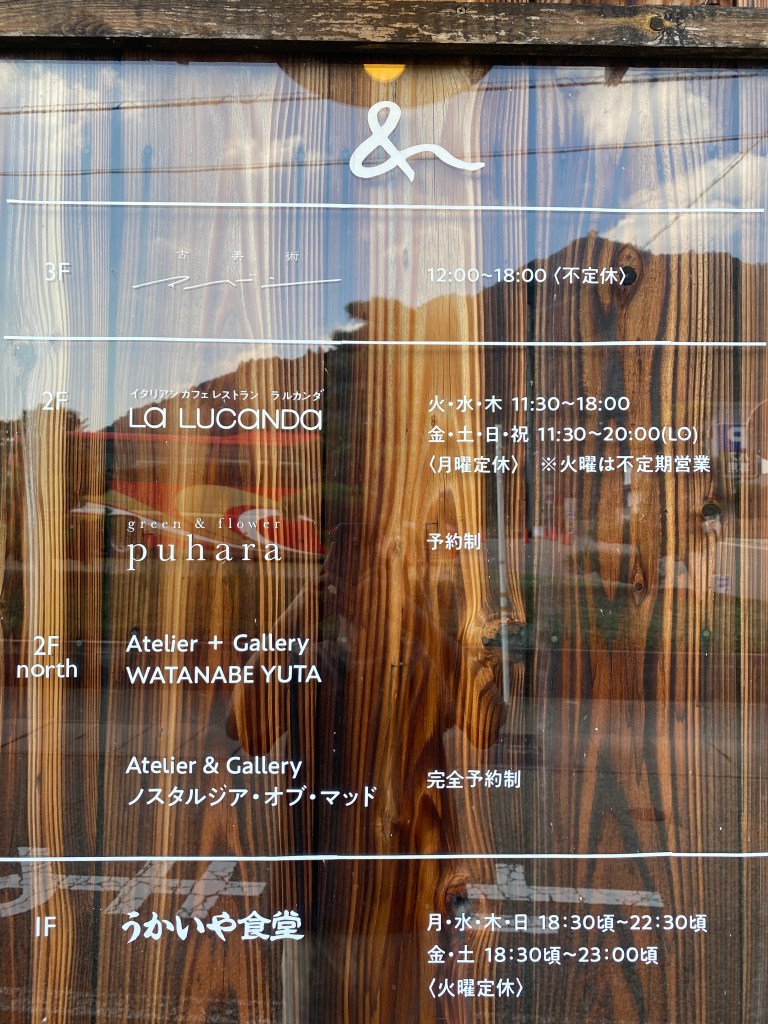 &
3F
古美術
アバンー
12:00~18:00〈不定休〉
2F
イタリアン カフェ レストラン ラ ルカンダ
La LUCANDa
火・水・木 11:30~18:00
金・土・日・祝 11:30~20:00(LO)
〈月曜定休〉 ※火曜は不定期営業
green & flower
puhara
予約制
2F
north
Atelier + Gallery
WATANABE YUTA
Atelier & Gallery
ノスタルジア・オブ・マッド
完全予約制
1F
うかいや食堂
月・水・木・日 18:30頃~22:30頃
金・土 18:30頃~23:00頃
〈火曜定休〉